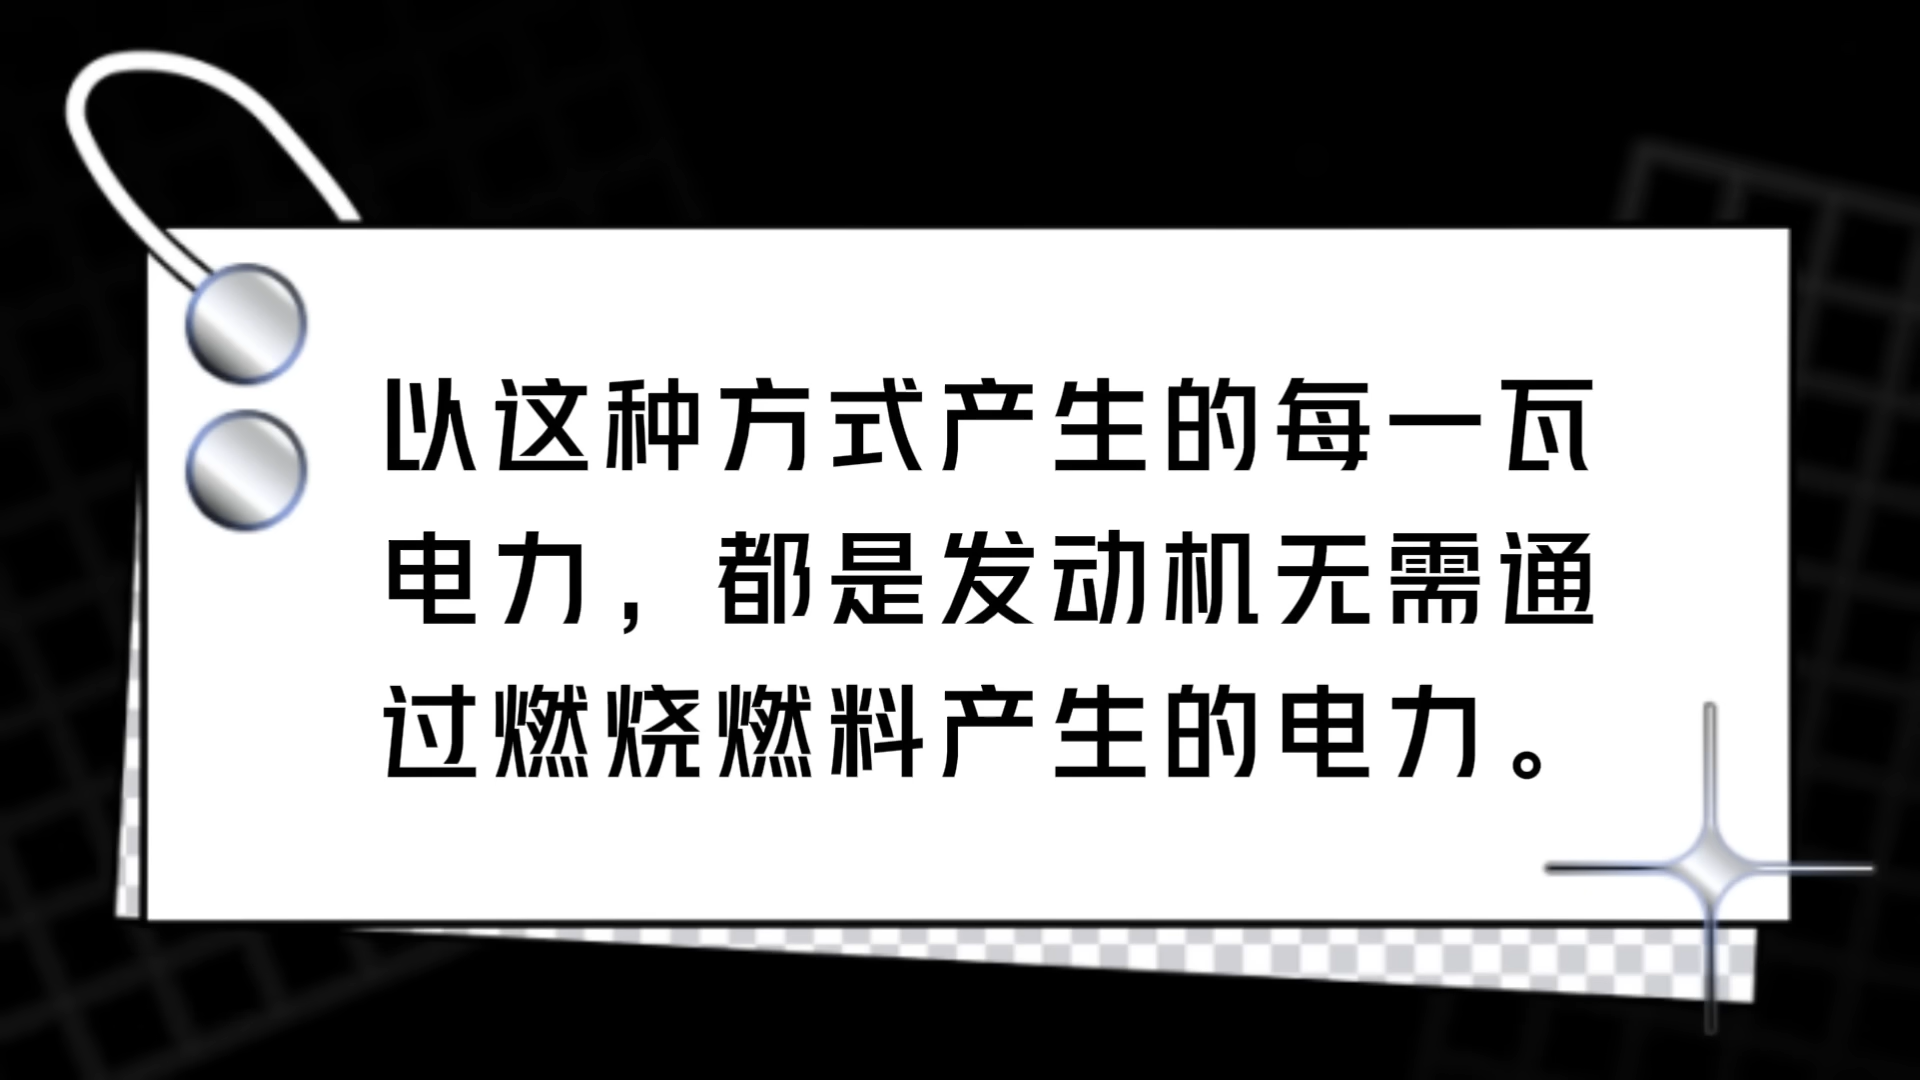 以这种方式产生的每一瓦
电力，都是发动机无需通
过燃烧燃料产生的电力。